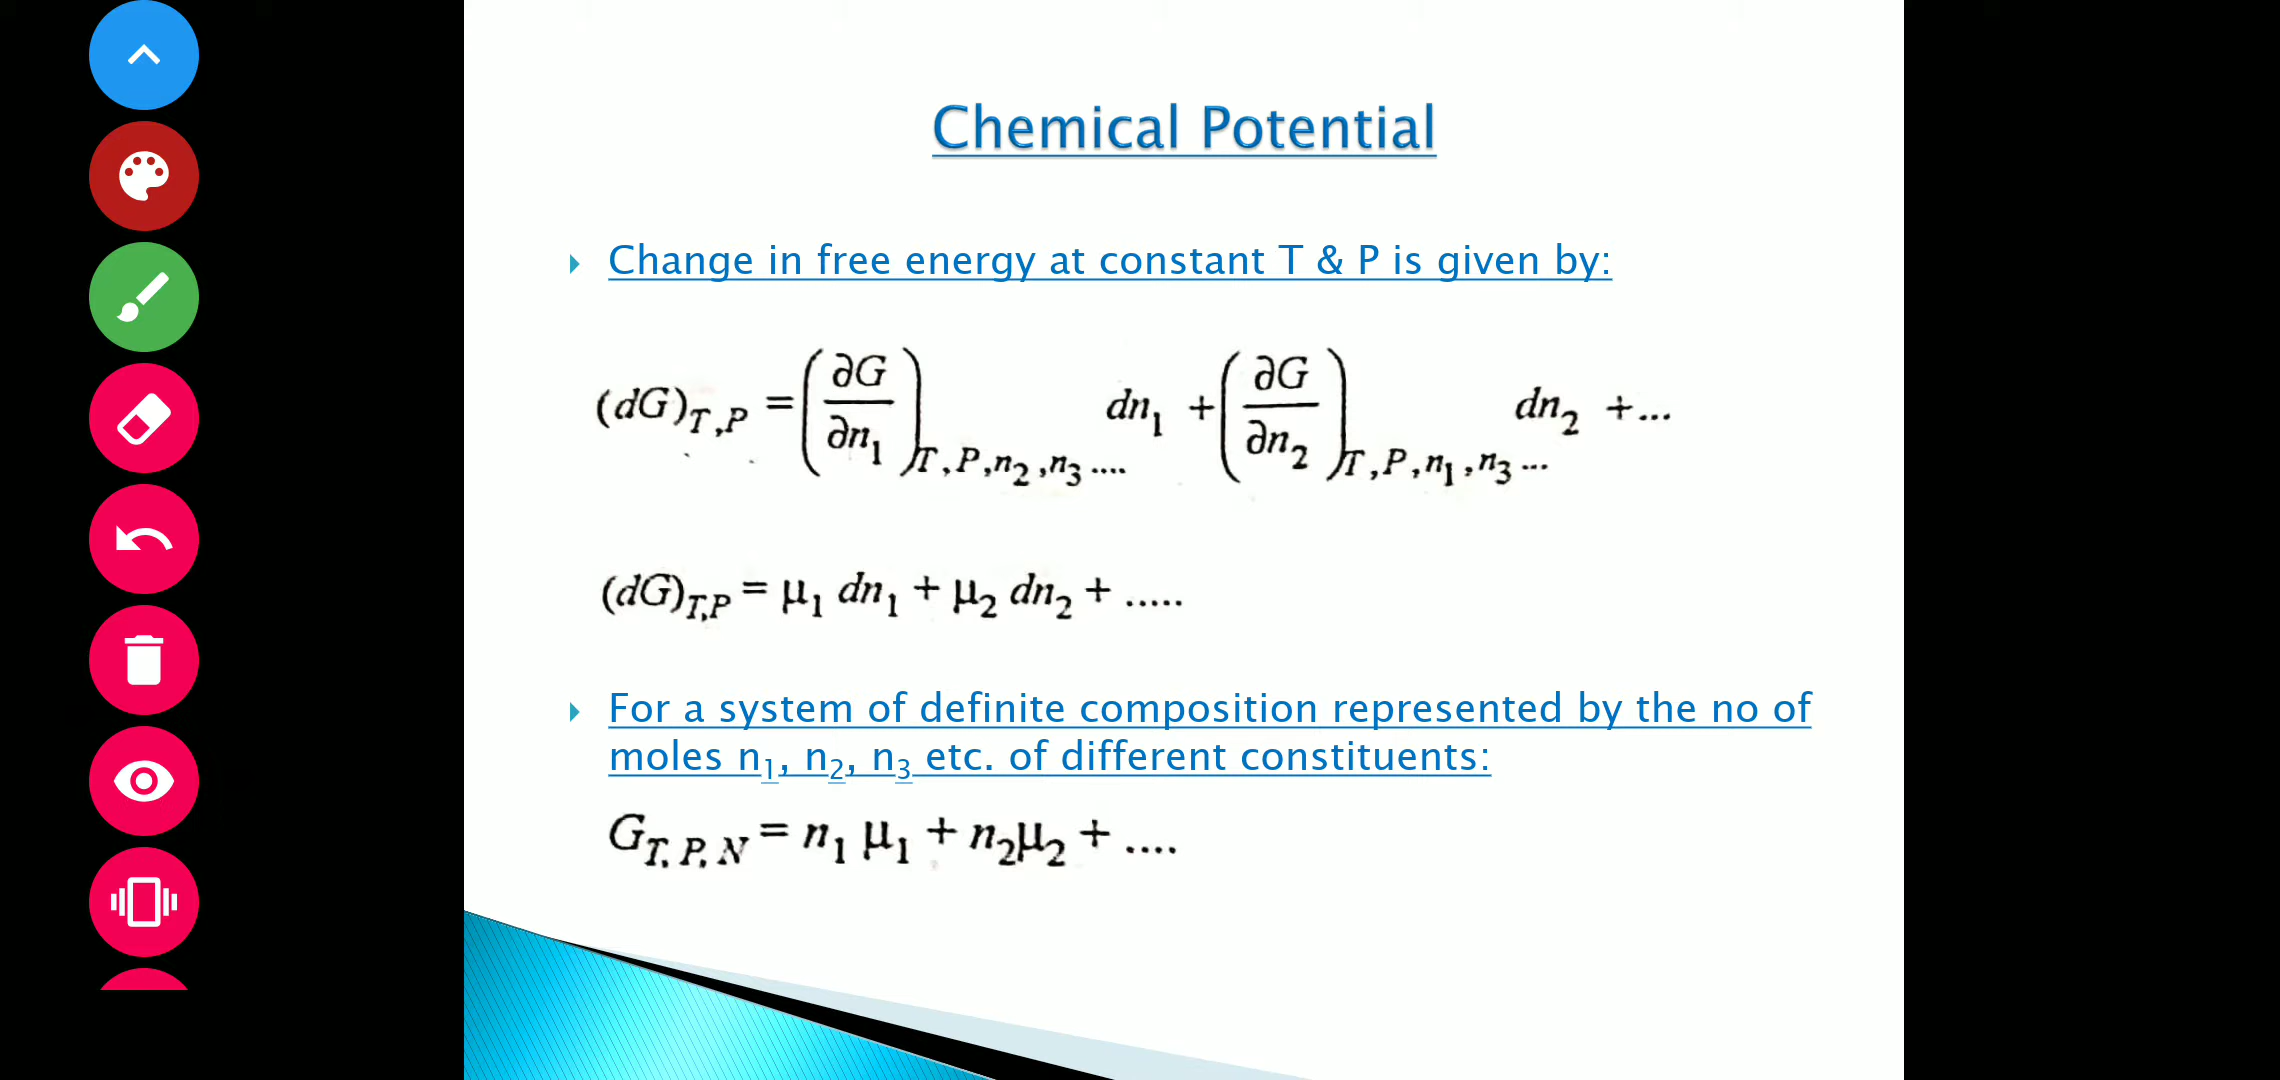 Chemical Potential
Change in free energy at constant T & P is given by:
(dG)_{T,P} = (∂G/∂n₁)_{T,P,n₂,n₃....} dn₁ + (∂G/∂n₂)_{T,P,n₁,n₃...} dn₂ +...
(dG)_{T,P} = μ₁ dn₁ + μ₂ dn₂ + .....
For a system of definite composition represented by the no of
moles n₁, n₂, n₃ etc. of different constituents:
G_{T, P, N} = n₁ μ₁ + n₂μ₂ + ....